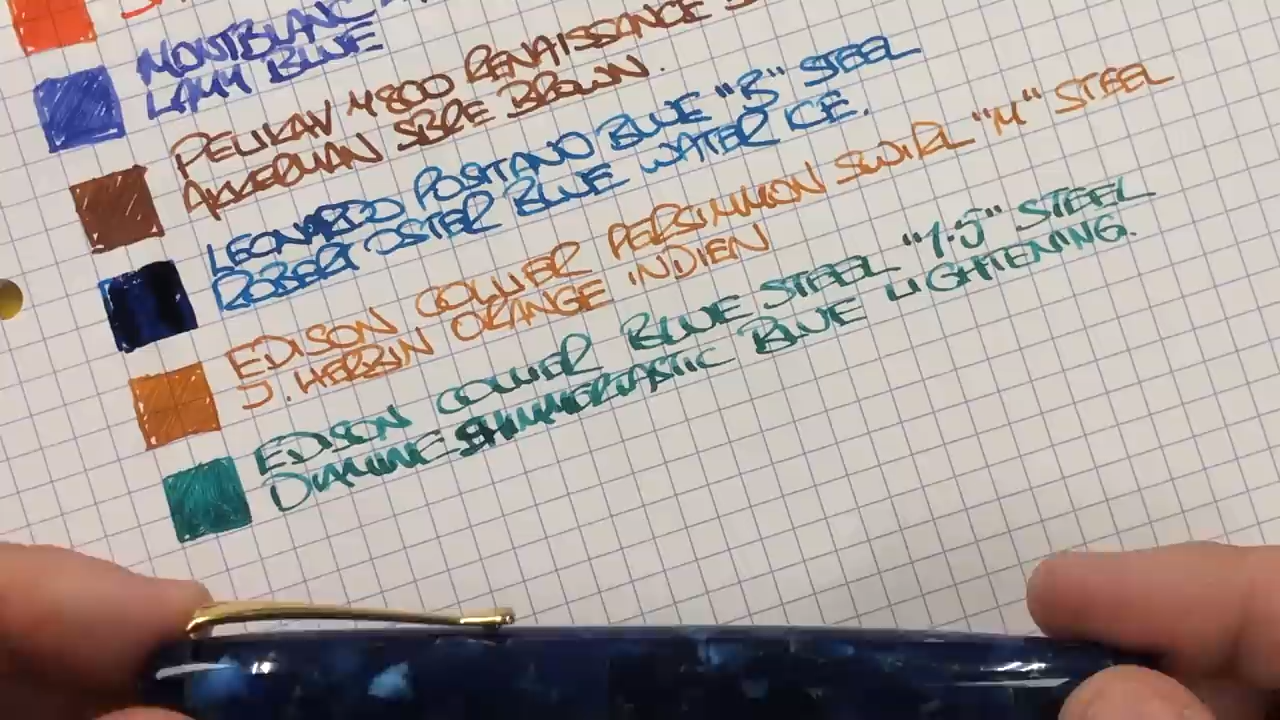 MONTBLANC
LAMY BLUE
PELIKAN M800 RENAISSANCE
AKKERMAN SBRE BROWN.
LEONARDO POSITANO BLUE "B" STEEL
ROBERT OSTER BLUE WATER ICE.
EDISON COLLIER PERSIMMON SWIRL "M" STEEL
J. HERBIN ORANGE INDIEN
EDISON COLLIER BLUE STEEL "1.5" STEEL
DIAMINE SHIMMERTASTIC BLUE LIGHTENING.